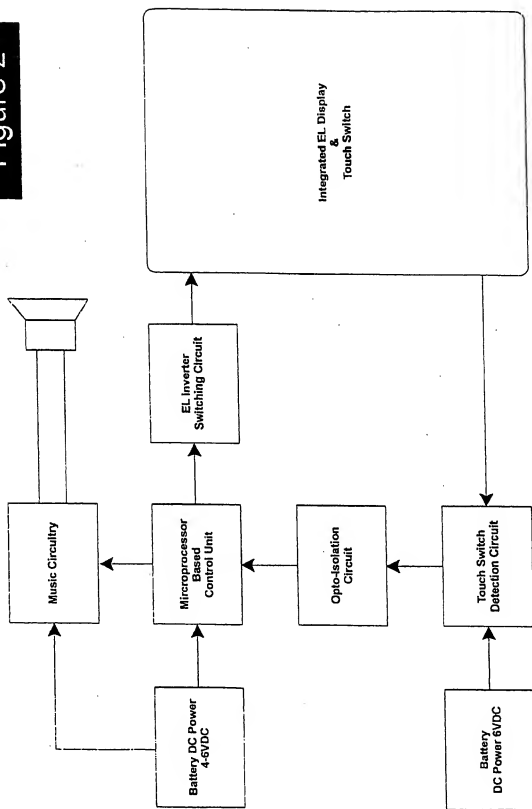 Figure 2
Music Circuitry
Mircroprocessor
Based
Control Unit
EL Inverter
Switching CIrcuit
Integrated EL Display
&
Touch Switch
Battery DC Power
4-6VDC
Opto-Isolation
Circuit
Touch Switch
Detection Circuit
Battery
DC Power 6VDC